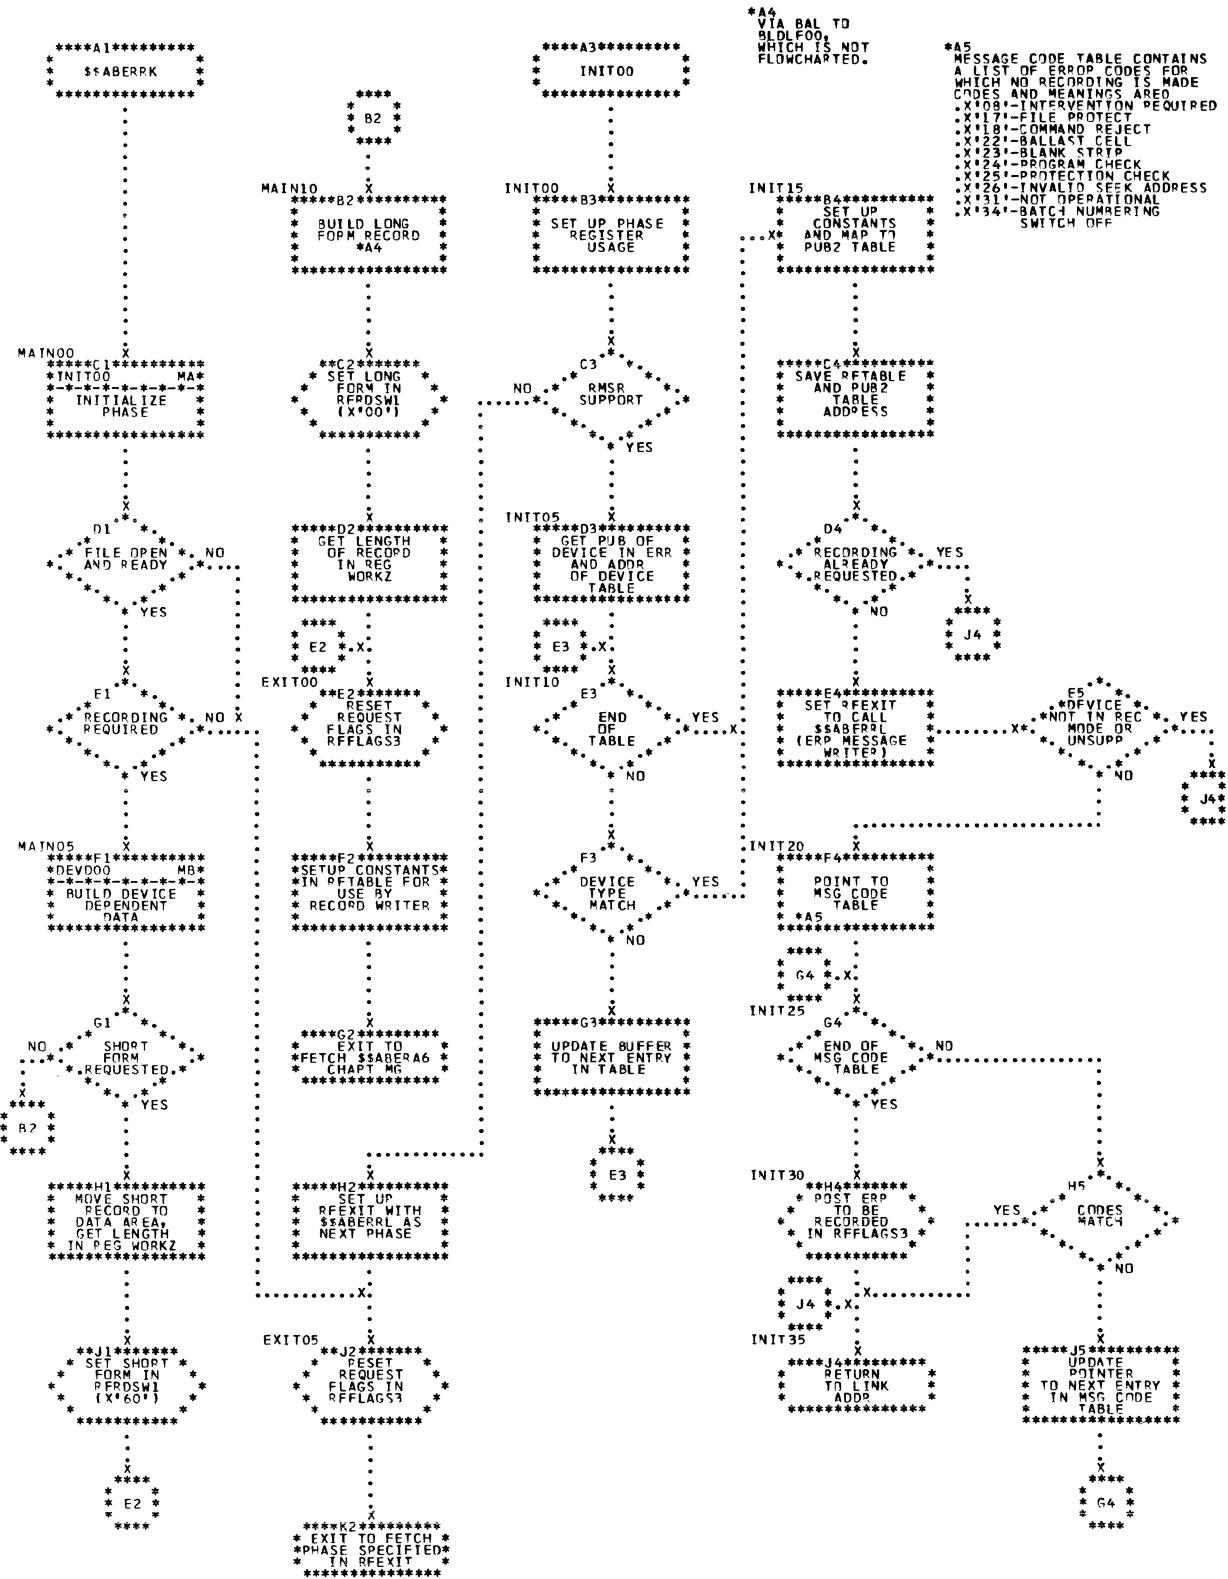 A1
$$ABERRK
MAIN00
C1
INIT00 MA
INITIALIZE
PHASE
D1
FILE OPEN
AND READY
NO
YES
E1
RECORDING
REQUIRED
NO
YES
MAIN05
F1
DEVD00 MB
BUILD DEVICE
DEPENDENT
DATA
G1
SHORT
FORM
REQUESTED
NO
YES
B2
H1
MOVE SHORT
RECORD TO
DATA AREA,
GET LENGTH
IN REG WORKZ
J1
SET SHORT
FORM IN
RFRDSW1
(X'60')
E2
B2
MAIN10
B2
BUILD LONG
FORM RECORD
*A4
C2
SET LONG
FORM IN
RFRDSW1
(X'00')
D2
GET LENGTH
OF RECORD
IN REG
WORKZ
E2
EXIT00
E2
RESET
REQUEST
FLAGS IN
RFFLAGS3
F2
SETUP CONSTANTS
IN RFTABLE FOR
USE BY
RECORD WRITER
G2
EXIT TO
FETCH $$ABERA6
CHAPT MG
H2
SET UP
RFEXIT WITH
$$ABERRL AS
NEXT PHASE
EXIT05
J2
RESET
REQUEST
FLAGS IN
RFFLAGS3
K2
EXIT TO FETCH
PHASE SPECIFIED
IN RFEXIT
A3
INIT00
INIT00
B3
SET UP PHASE
REGISTER
USAGE
C3
RMSR
SUPPORT
NO
YES
INIT05
D3
GET PUB OF
DEVICE IN ERR
AND ADDR
OF DEVICE
TABLE
E3
INIT10
E3
END
OF
TABLE
YES
NO
F3
DEVICE
TYPE
MATCH
YES
NO
G3
UPDATE BUFFER
TO NEXT ENTRY
IN TABLE
E3
*A4
VIA BAL TO
BLDLFOO,
WHICH IS NOT
FLOWCHARTED.
INIT15
B4
SET UP
CONSTANTS
AND MAP TO
PUB2 TABLE
C4
SAVE RFTABLE
AND PUB2
TABLE
ADDRESS
D4
RECORDING
ALREADY
REQUESTED
YES
NO
J4
E4
SET RFEXIT
TO CALL
$$ABERRL
(ERP MESSAGE
WRITER)
E5
DEVICE
NOT IN REC
MODE OR
UNSUPP
YES
NO
J4
INIT20
F4
POINT TO
MSG CODE
TABLE
*A5
G4
INIT25
G4
END OF
MSG CODE
TABLE
NO
YES
INIT30
H4
POST ERP
TO BE
RECORDED
IN RFFLAGS3
H5
CODES
MATCH
YES
NO
J4
INIT35
J4
RETURN
TO LINK
ADDR
J5
UPDATE
POINTER
TO NEXT ENTRY
IN MSG CODE
TABLE
G4
*A5
MESSAGE CODE TABLE CONTAINS
A LIST OF ERROR CODES FOR
WHICH NO RECORDING IS MADE
CODES AND MEANINGS ARE0
.X'08'-INTERVENTION REQUIRED
.X'17'-FILE PROTECT
.X'18'-COMMAND REJECT
.X'22'-BALLAST CELL
.X'23'-BLANK STRIP
.X'24'-PROGRAM CHECK
.X'25'-PROTECTION CHECK
.X'26'-INVALID SEEK ADDRESS
.X'31'-NOT OPERATIONAL
.X'34'-BATCH NUMBERING
SWITCH OFF